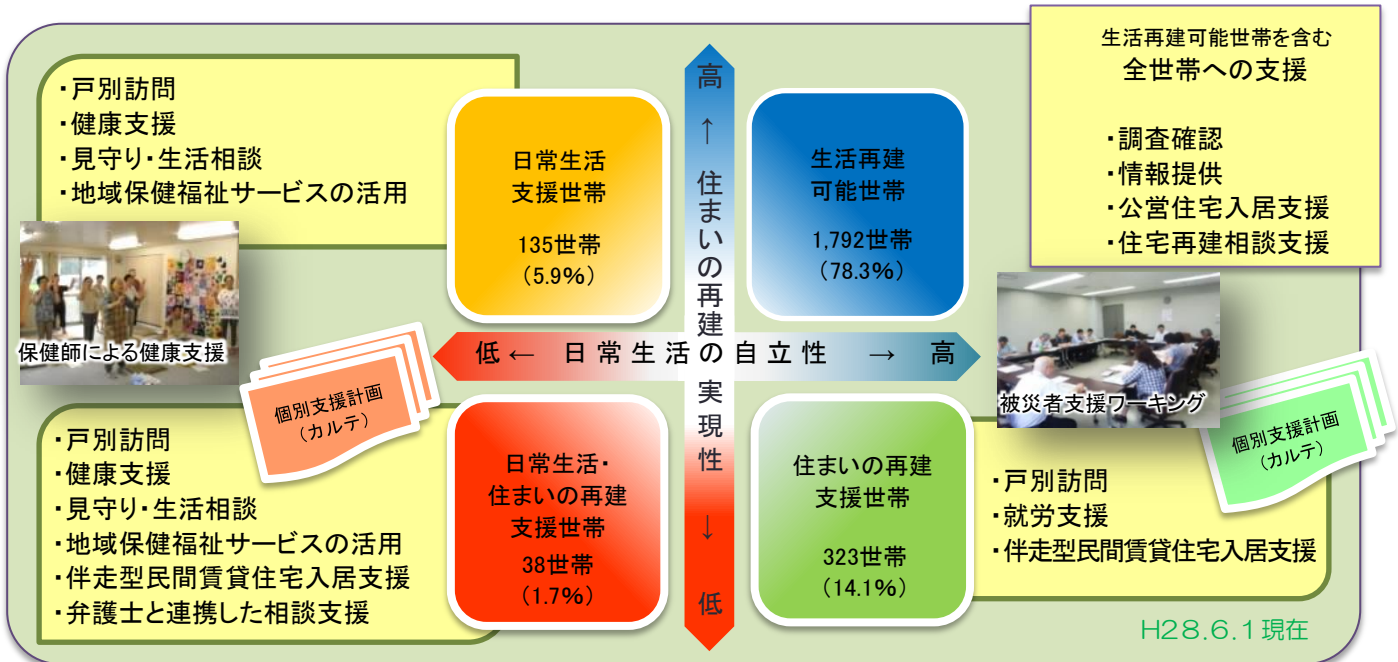 ・戸別訪問
・健康支援
・見守り・生活相談
・地域保健福祉サービスの活用
保健師による健康支援
日常生活
支援世帯
135世帯
（5.9%）
高 ↑ 住まいの再建の実現性 ↓ 低
生活再建
可能世帯
1,792世帯
（78.3%）
生活再建可能世帯を含む
全世帯への支援
・調査確認
・情報提供
・公営住宅入居支援
・住宅再建相談支援
被災者支援ワーキング
低 ← 日常生活の自立性 → 高
個別支援計画
（カルテ）
・戸別訪問
・健康支援
・見守り・生活相談
・地域保健福祉サービスの活用
・伴走型民間賃貸住宅入居支援
・弁護士と連携した相談支援
日常生活・
住まいの再建
支援世帯
38世帯
（1.7%）
住まいの再建
支援世帯
323世帯
（14.1%）
個別支援計画
（カルテ）
・戸別訪問
・就労支援
・伴走型民間賃貸住宅入居支援
H28.6.1現在